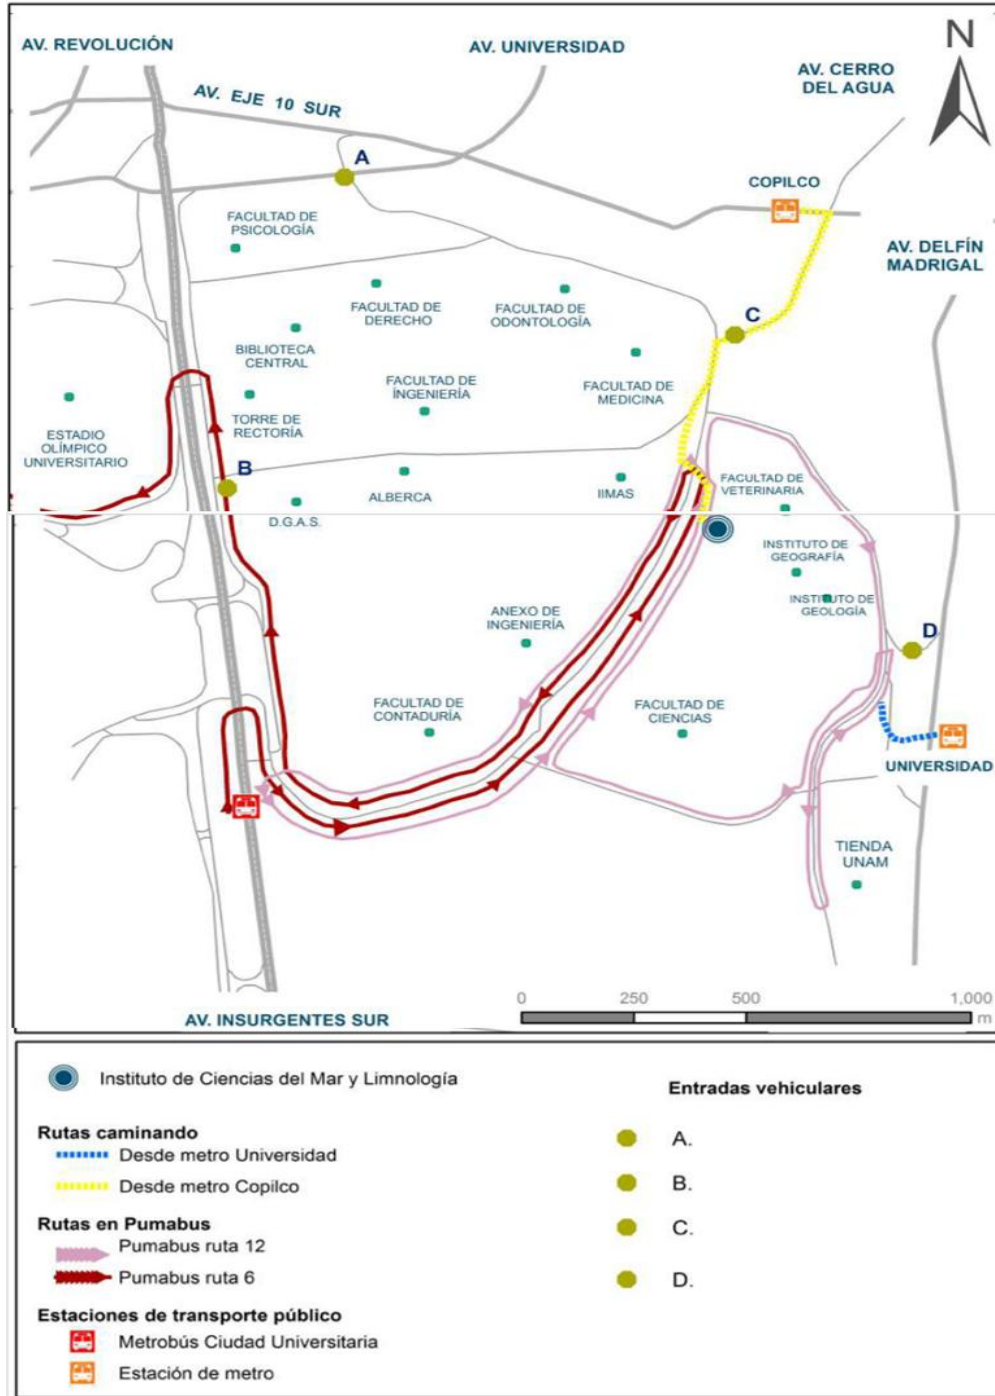 AV. REVOLUCIÓN
AV. UNIVERSIDAD
N
AV. CERRO
DEL AGUA
AV. EJE 10 SUR
A
COPILCO
FACULTAD DE
PSICOLOGÍA
AV. DELFÍN
MADRIGAL
FACULTAD DE
DERECHO
FACULTAD DE
ODONTOLOGÍA
C
BIBLIOTECA
CENTRAL
FACULTAD DE
INGENIERÍA
FACULTAD DE
MEDICINA
TORRE DE
RECTORÍA
ESTADIO
OLÍMPICO
UNIVERSITARIO
B
ALBERCA
IIMAS
FACULTAD DE
VETERINARIA
D.G.A.S.
INSTITUTO DE
GEOGRAFÍA
INSTITUTO DE
GEOLOGÍA
ANEXO DE
INGENIERÍA
D
FACULTAD DE
CONTADURÍA
FACULTAD DE
CIENCIAS
UNIVERSIDAD
TIENDA
UNAM
0 250 500 1,000
m
AV. INSURGENTES SUR
Instituto de Ciencias del Mar y Limnología
Rutas caminando
Desde metro Universidad
Desde metro Copilco
Rutas en Pumabus
Pumabus ruta 12
Pumabus ruta 6
Estaciones de transporte público
Metrobús Ciudad Universitaria
Estación de metro
Entradas vehiculares
A.
B.
C.
D.